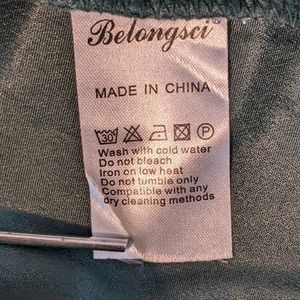 Belongsci®
MADE IN CHINA
30 P
Wash with cold water
Do not bleach
Iron on low heat
Do not tumble only
Compatible with any
dry cleaning methods